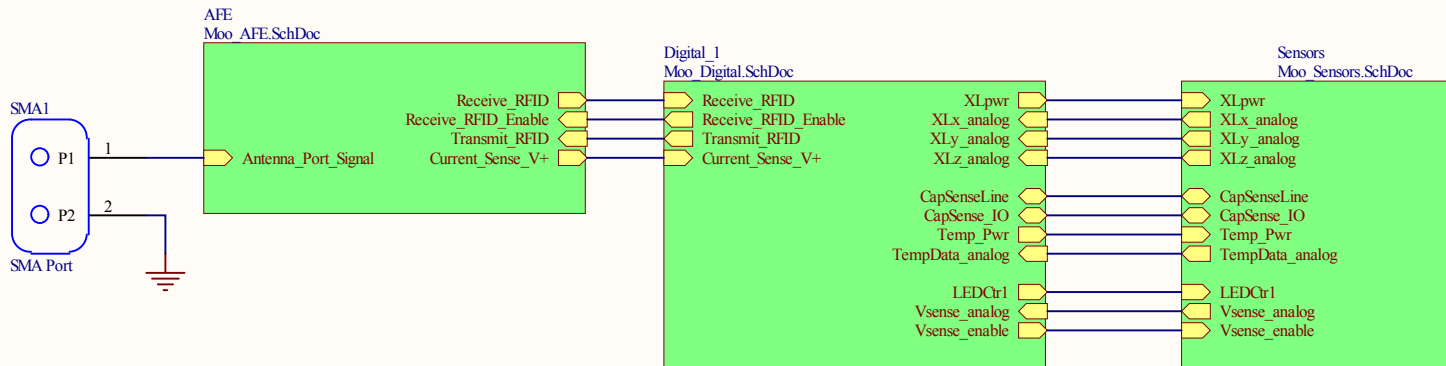 AFE
Moo_AFE.SchDoc
Receive_RFID
Receive_RFID_Enable
Transmit_RFID
Current_Sense_V+
Antenna_Port_Signal
SMA1
P1
1
P2
2
SMA Port
Digital_1
Moo_Digital.SchDoc
Receive_RFID
Receive_RFID_Enable
Transmit_RFID
Current_Sense_V+
XLpwr
XLx_analog
XLy_analog
XLz_analog
CapSenseLine
CapSense_IO
Temp_Pwr
TempData_analog
LEDCtr1
Vsense_analog
Vsense_enable
Sensors
Moo_Sensors.SchDoc
XLpwr
XLx_analog
XLy_analog
XLz_analog
CapSenseLine
CapSense_IO
Temp_Pwr
TempData_analog
LEDCtr1
Vsense_analog
Vsense_enable